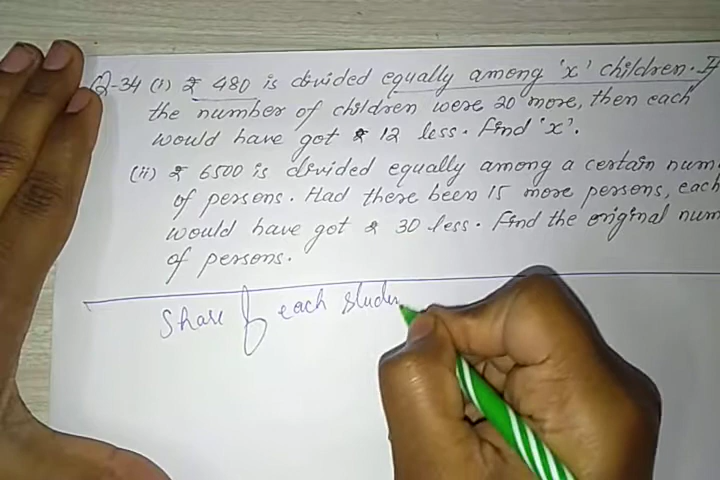 Q-34 (i) ₹ 480 is divided equally among 'x' children. If
the number of children were 20 more, then each
would have got ₹ 12 less. Find 'x'.
(ii) ₹ 6500 is divided equally among a certain num
of persons. Had there been 15 more persons, each
would have got ₹ 30 less. Find the original num
of persons.
Share of each studen